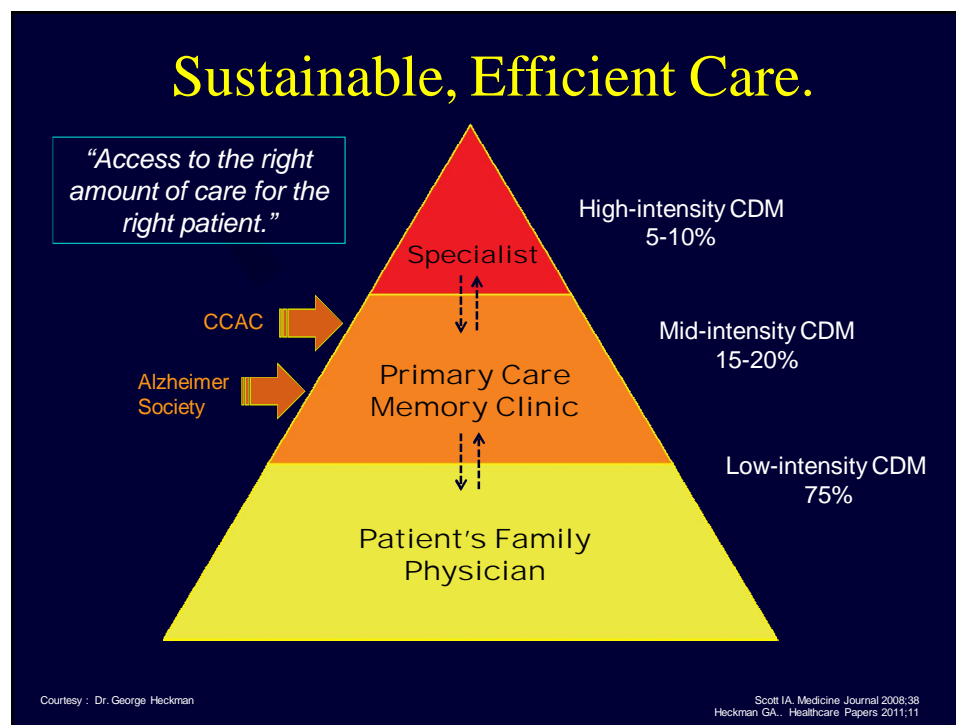 Sustainable, Efficient Care.
“Access to the right
amount of care for the
right patient.”
High-intensity CDM
5-10%
Specialist
CCAC
Mid-intensity CDM
15-20%
Alzheimer
Society
Primary Care
Memory Clinic
Low-intensity CDM
75%
Patient’s Family
Physician
Courtesy : Dr. George Heckman
Scott IA. Medicine Journal 2008;38
Heckman GA.. Healthcare Papers 2011;11